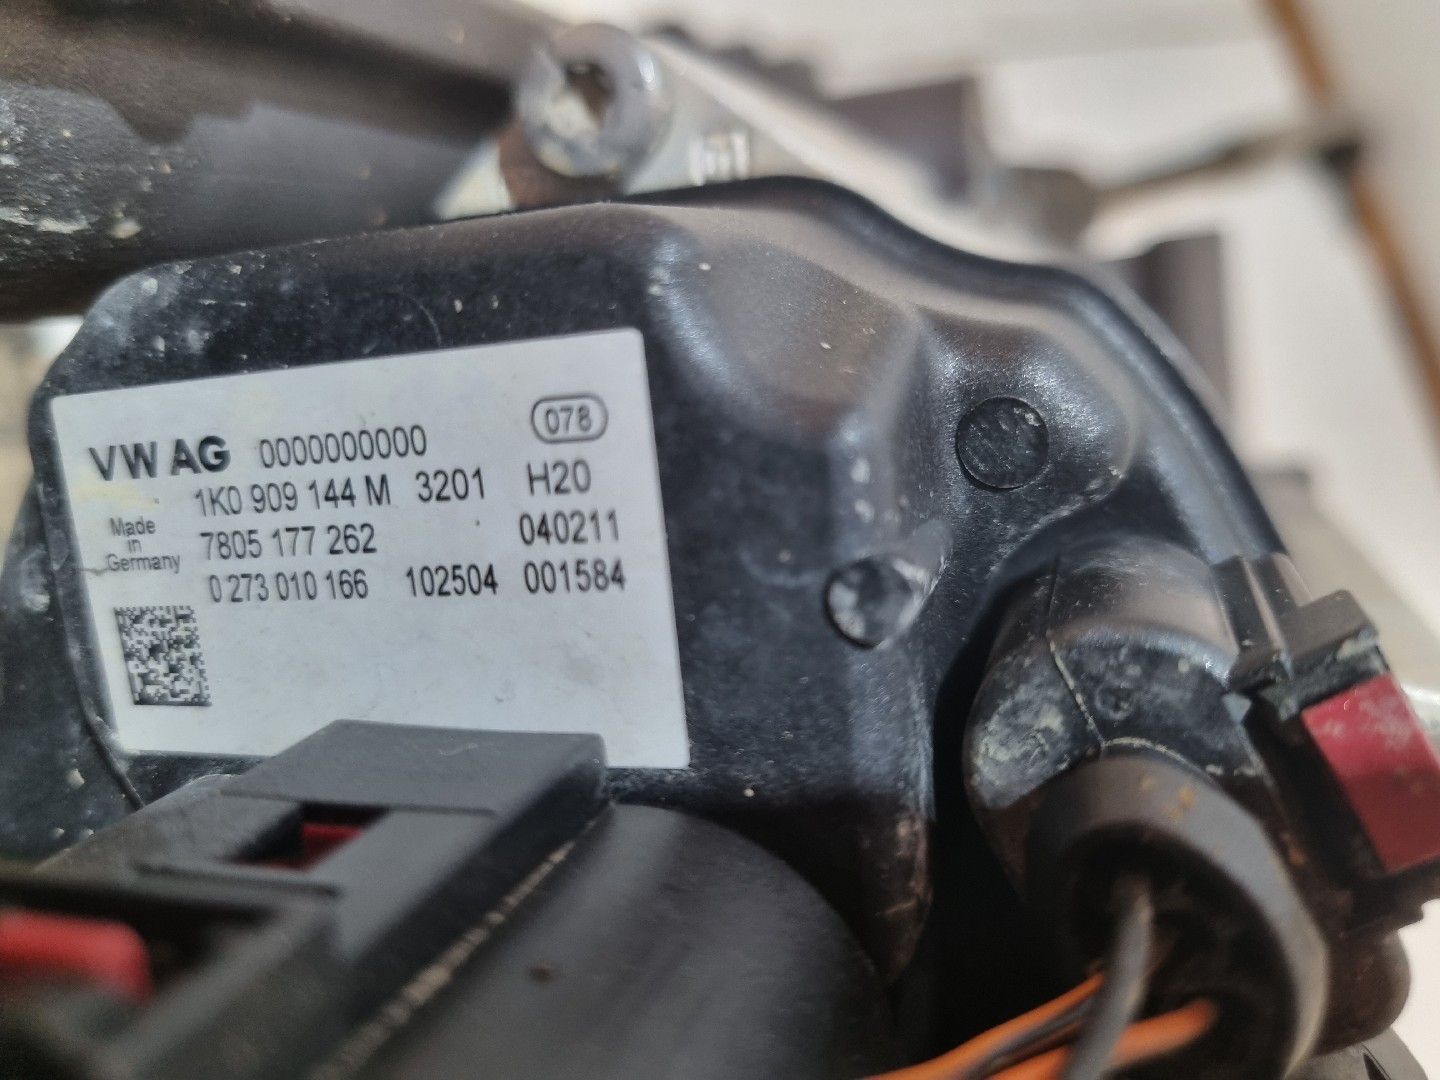 078
VW AG 0000000000
1K0 909 144 M 3201 H20
Made in Germany
7805 177 262 040211
0 273 010 166 102504 001584